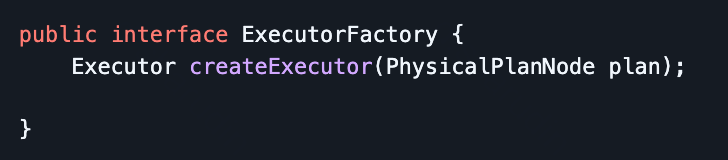 public interface ExecutorFactory {
    Executor createExecutor(PhysicalPlanNode plan);
}